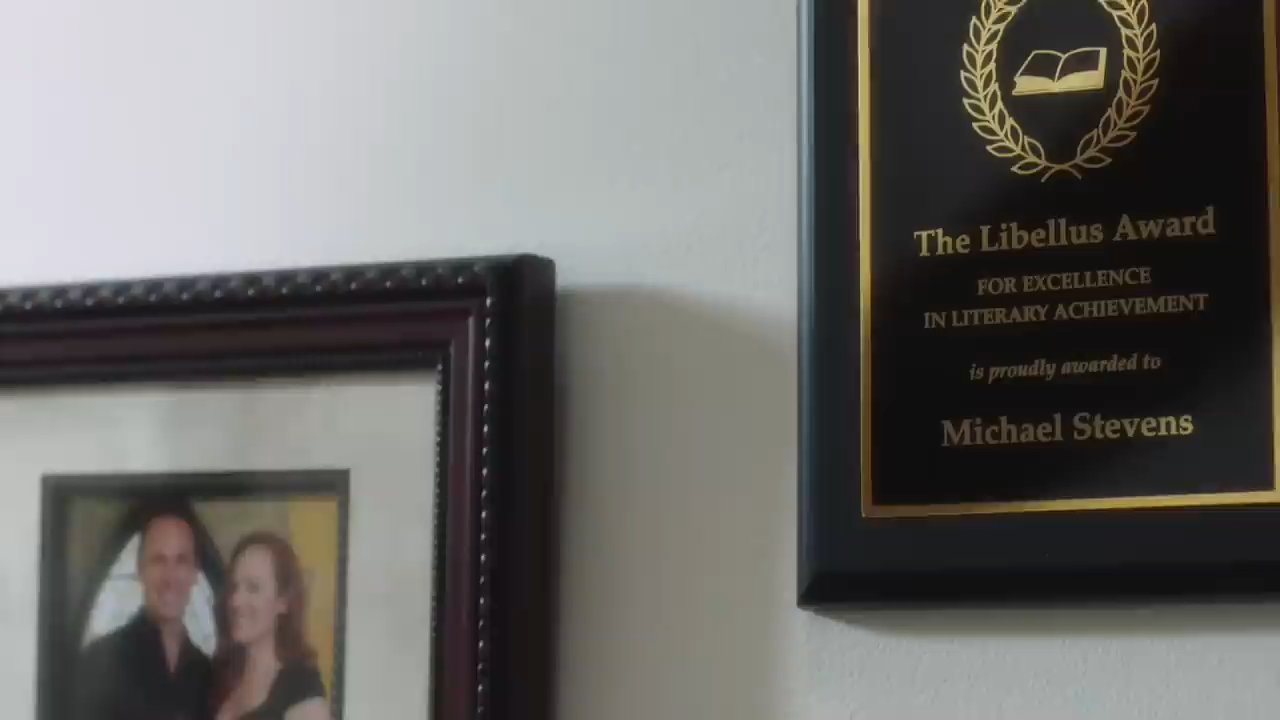 The Libellus Award
FOR EXCELLENCE
IN LITERARY ACHIEVEMENT
is proudly awarded to
Michael Stevens